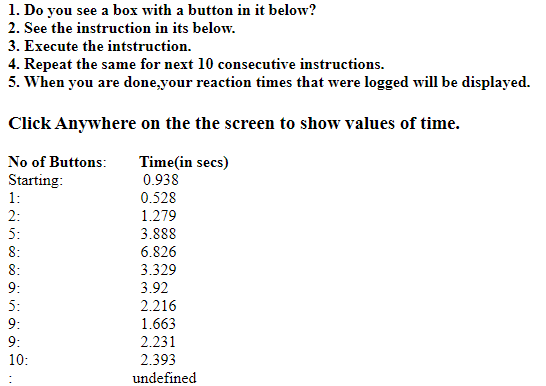 1. Do you see a box with a button in it below?
2. See the instruction in its below.
3. Execute the intstruction.
4. Repeat the same for next 10 consecutive instructions.
5. When you are done,your reaction times that were logged will be displayed.
Click Anywhere on the the screen to show values of time.
No of Buttons: Time(in secs)
Starting: 0.938
1: 0.528
2: 1.279
5: 3.888
8: 6.826
8: 3.329
9: 3.92
5: 2.216
9: 1.663
9: 2.231
10: 2.393
: undefined